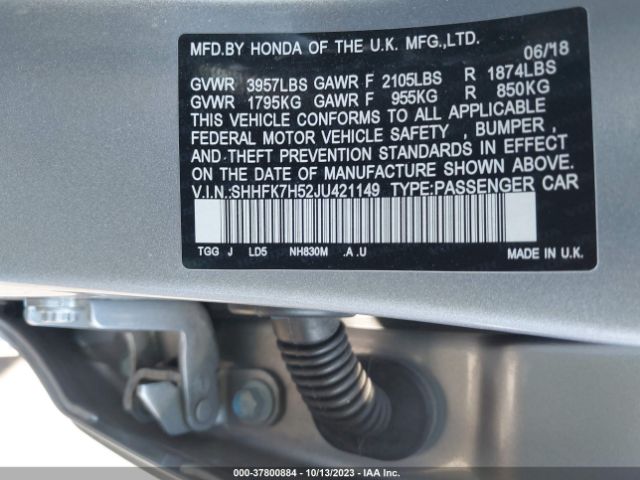 MFD.BY HONDA OF THE U.K. MFG.,LTD. 06/18
GVWR 3957LBS GAWR F 2105LBS R 1874LBS
GVWR 1795KG GAWR F 955KG R 850KG
THIS VEHICLE CONFORMS TO ALL APPLICABLE
FEDERAL MOTOR VEHICLE SAFETY , BUMPER ,
AND THEFT PREVENTION STANDARDS IN EFFECT
ON THE DATE OF MANUFACTURE SHOWN ABOVE.
V.I.N.:SHHFK7H52JU421149 TYPE:PASSENGER CAR
TGG J LD5 NH830M .A .U MADE IN U.K.
000-37800884 - 10/13/2023 - IAA Inc.